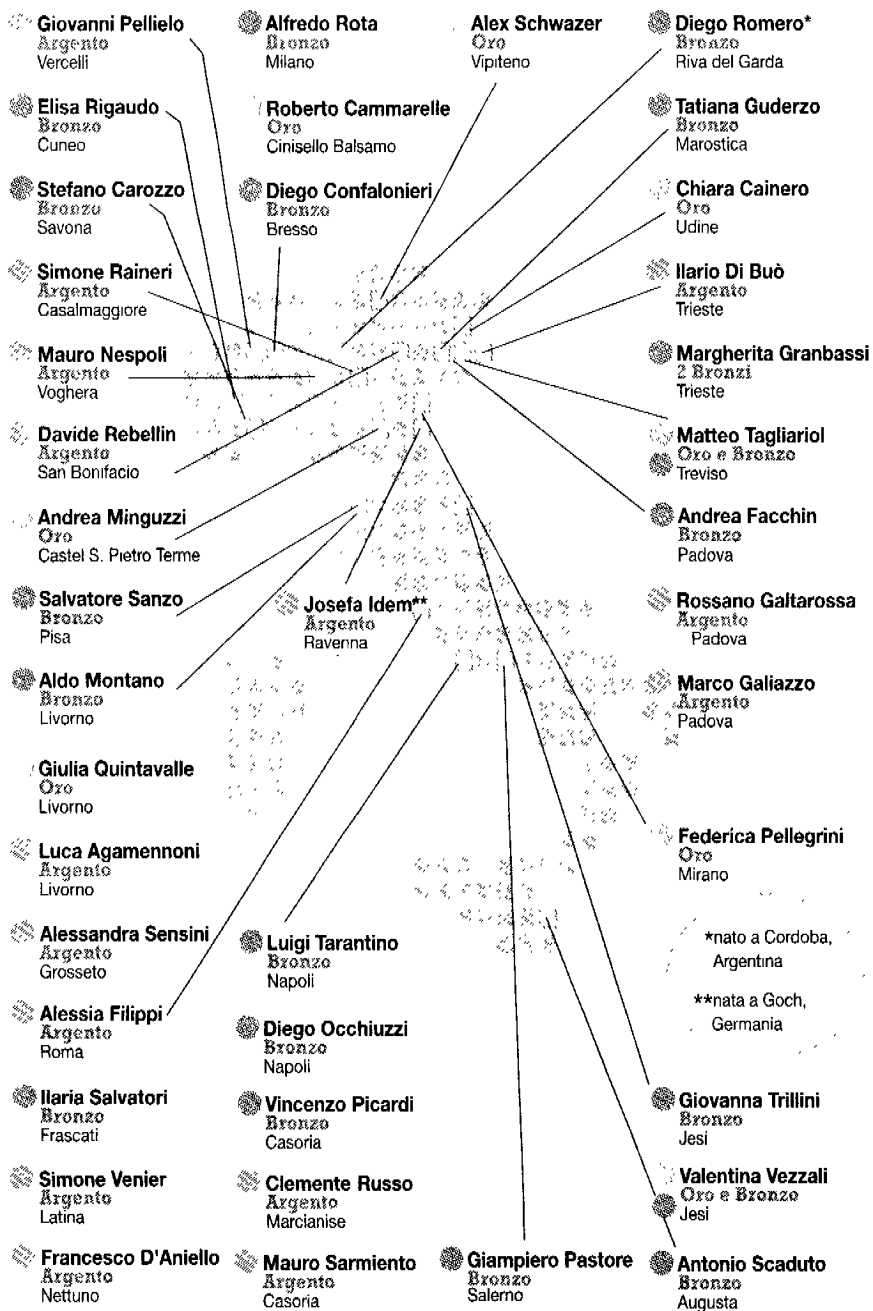 Giovanni Pellielo
Argento
Vercelli
Elisa Rigaudo
Bronzo
Cuneo
Stefano Carozzo
Bronzo
Savona
Simone Raineri
Argento
Casalmaggiore
Mauro Nespoli
Argento
Voghera
Davide Rebellin
Argento
San Bonifacio
Andrea Minguzzi
Oro
Castel S. Pietro Terme
Salvatore Sanzo
Bronzo
Pisa
Aldo Montano
Bronzo
Livorno
Giulia Quintavalle
Oro
Livorno
Luca Agamennoni
Argento
Livorno
Alessandra Sensini
Argento
Grosseto
Alessia Filippi
Argento
Roma
Ilaria Salvatori
Bronzo
Frascati
Simone Venier
Argento
Latina
Francesco D'Aniello
Argento
Nettuno
Alfredo Rota
Bronzo
Milano
Roberto Cammarelle
Oro
Cinisello Balsamo
Diego Confalonieri
Bronzo
Bresso
Josefa Idem**
Argento
Ravenna
Luigi Tarantino
Bronzo
Napoli
Diego Occhiuzzi
Bronzo
Napoli
Vincenzo Picardi
Bronzo
Casoria
Clemente Russo
Argento
Marcianise
Mauro Sarmiento
Argento
Casoria
Alex Schwazer
Oro
Vipiteno
Giampiero Pastore
Bronzo
Salerno
Diego Romero*
Bronzo
Riva del Garda
Tatiana Guderzo
Bronzo
Marostica
Chiara Cainero
Oro
Udine
Ilario Di Buò
Argento
Trieste
Margherita Granbassi
2 Bronzi
Trieste
Matteo Tagliariol
Oro e Bronzo
Treviso
Andrea Facchin
Bronzo
Padova
Rossano Galtarossa
Argento
Padova
Marco Galiazzo
Argento
Padova
Federica Pellegrini
Oro
Mirano
*nato a Cordoba,
Argentina
**nata a Goch,
Germania
Giovanna Trillini
Bronzo
Jesi
Valentina Vezzali
Oro e Bronzo
Jesi
Antonio Scaduto
Bronzo
Augusta